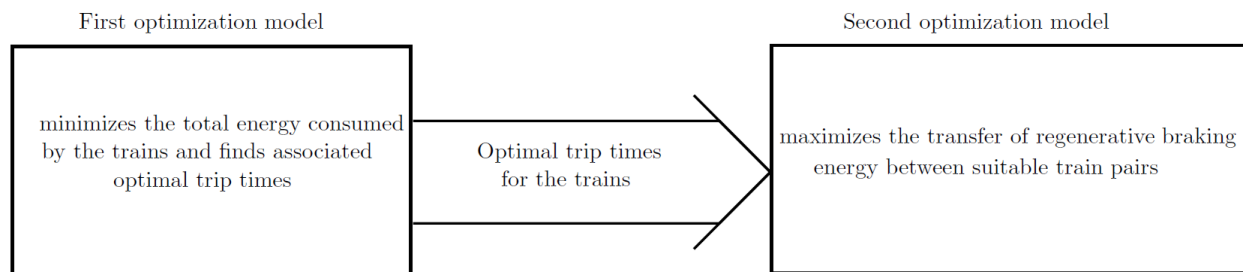 First optimization model
minimizes the total energy consumed
by the trains and finds associated
optimal trip times
Optimal trip times
for the trains
Second optimization model
maximizes the transfer of regenerative braking
energy between suitable train pairs